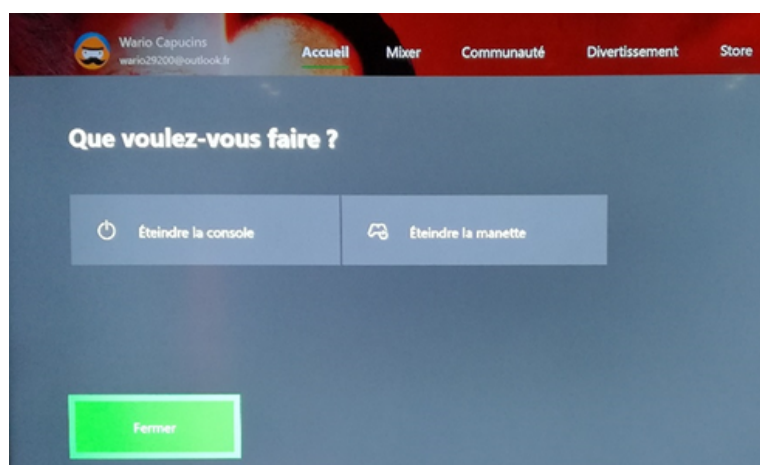 Wario Capucins
wario29200@outlook.fr
Accueil Mixer Communauté Divertissement Store
Que voulez-vous faire ?
Éteindre la console Éteindre la manette
Fermer